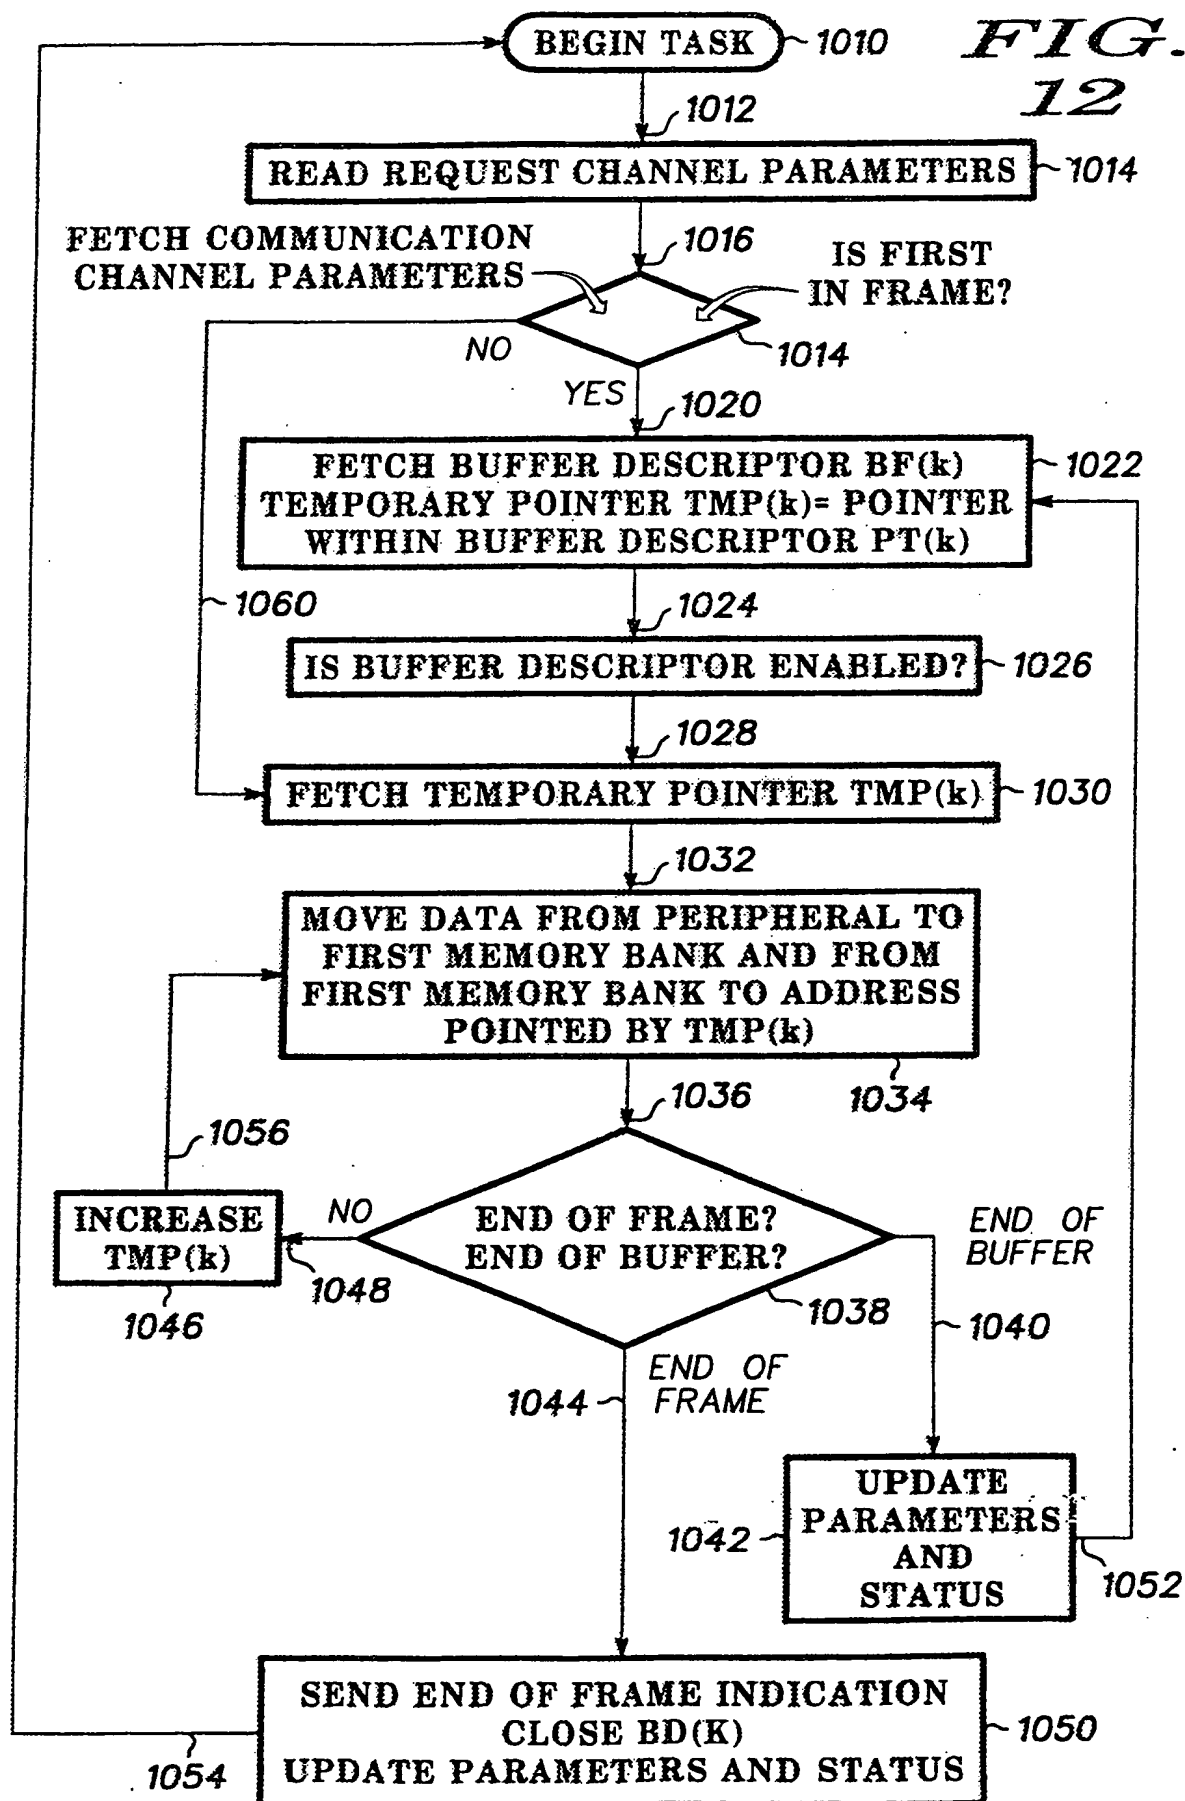 FIG.
12
BEGIN TASK
1010
1012
READ REQUEST CHANNEL PARAMETERS
1014
FETCH COMMUNICATION
CHANNEL PARAMETERS
1016
IS FIRST
IN FRAME?
NO
1014
YES
1020
FETCH BUFFER DESCRIPTOR BF(k)
TEMPORARY POINTER TMP(k)= POINTER
WITHIN BUFFER DESCRIPTOR PT(k)
1022
1060
1024
IS BUFFER DESCRIPTOR ENABLED?
1026
1028
FETCH TEMPORARY POINTER TMP(k)
1030
1032
MOVE DATA FROM PERIPHERAL TO
FIRST MEMORY BANK AND FROM
FIRST MEMORY BANK TO ADDRESS
POINTED BY TMP(k)
1034
1036
1056
INCREASE
TMP(k)
1046
NO
1048
END OF FRAME?
END OF BUFFER?
1038
END OF
BUFFER
1040
1044
END OF
FRAME
UPDATE
PARAMETERS
AND
STATUS
1042
1052
SEND END OF FRAME INDICATION
CLOSE BD(K)
UPDATE PARAMETERS AND STATUS
1050
1054